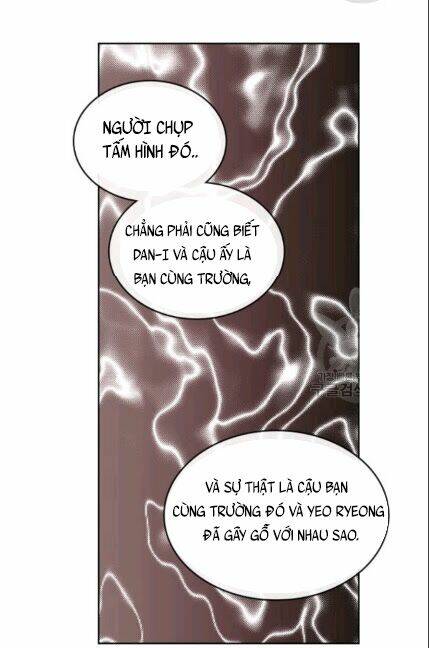 NGƯỜI CHỤP
TẤM HÌNH ĐÓ..
CHẲNG PHẢI CŨNG BIẾT
DAN-I VÀ CẬU ẤY LÀ
BẠN CÙNG TRƯỜNG,
VÀ SỰ THẬT LÀ CẬU BẠN
CÙNG TRƯỜNG ĐÓ VÀ YEO RYEONG
ĐÃ GÂY GỖ VỚI NHAU SAO.